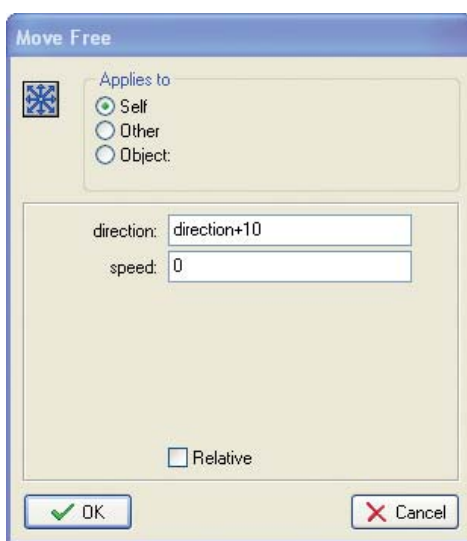 Move Free
Applies to
Self
Other
Object:
direction: direction+10
speed: 0
Relative
OK Cancel